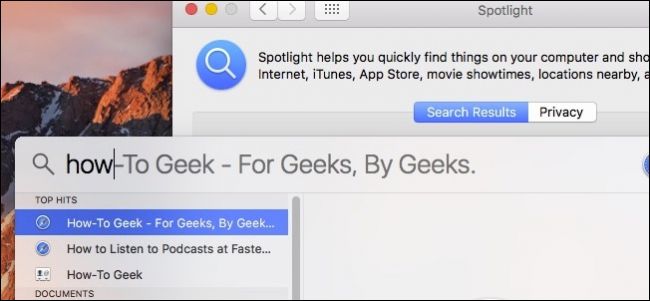 Spotlight
Spotlight helps you quickly find things on your computer and sho
Internet, iTunes, App Store, movie showtimes, locations nearby, a
Search Results Privacy
how-To Geek - For Geeks, By Geeks.
TOP HITS
How-To Geek - For Geeks, By Geek...
How to Listen to Podcasts at Faste...
How-To Geek
DOCUMENTS